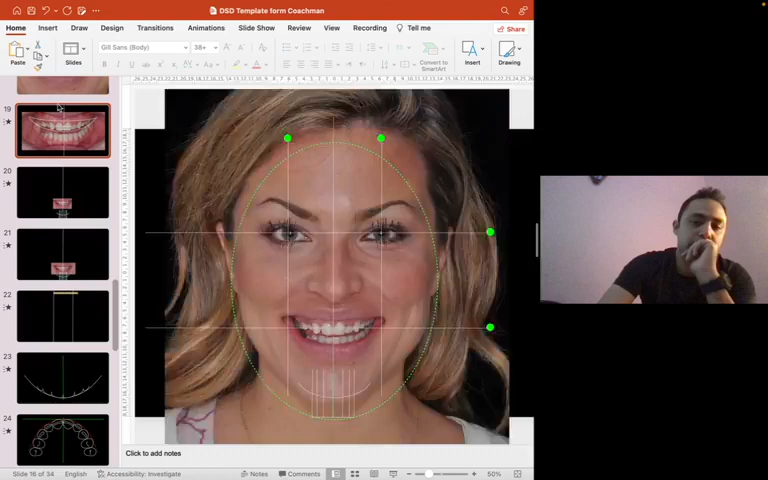 DSD Template form Coachman
Home Insert Draw Design Transitions Animations Slide Show Review View Recording Tell me Share
Paste Slides Gill Sans (Body) 38+ Convert to SmartArt Insert Drawing
19
20
21
22
23
24
Click to add notes
Slide 16 of 34 English Accessibility: Investigate Notes Comments 50%